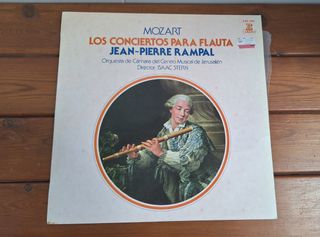 MOZART
LOS CONCIERTOS PARA FLAUTA
JEAN-PIERRE RAMPAL
Orquesta de Cámara del Centro Musical de Jerusalén
Director: ISAAC STERN